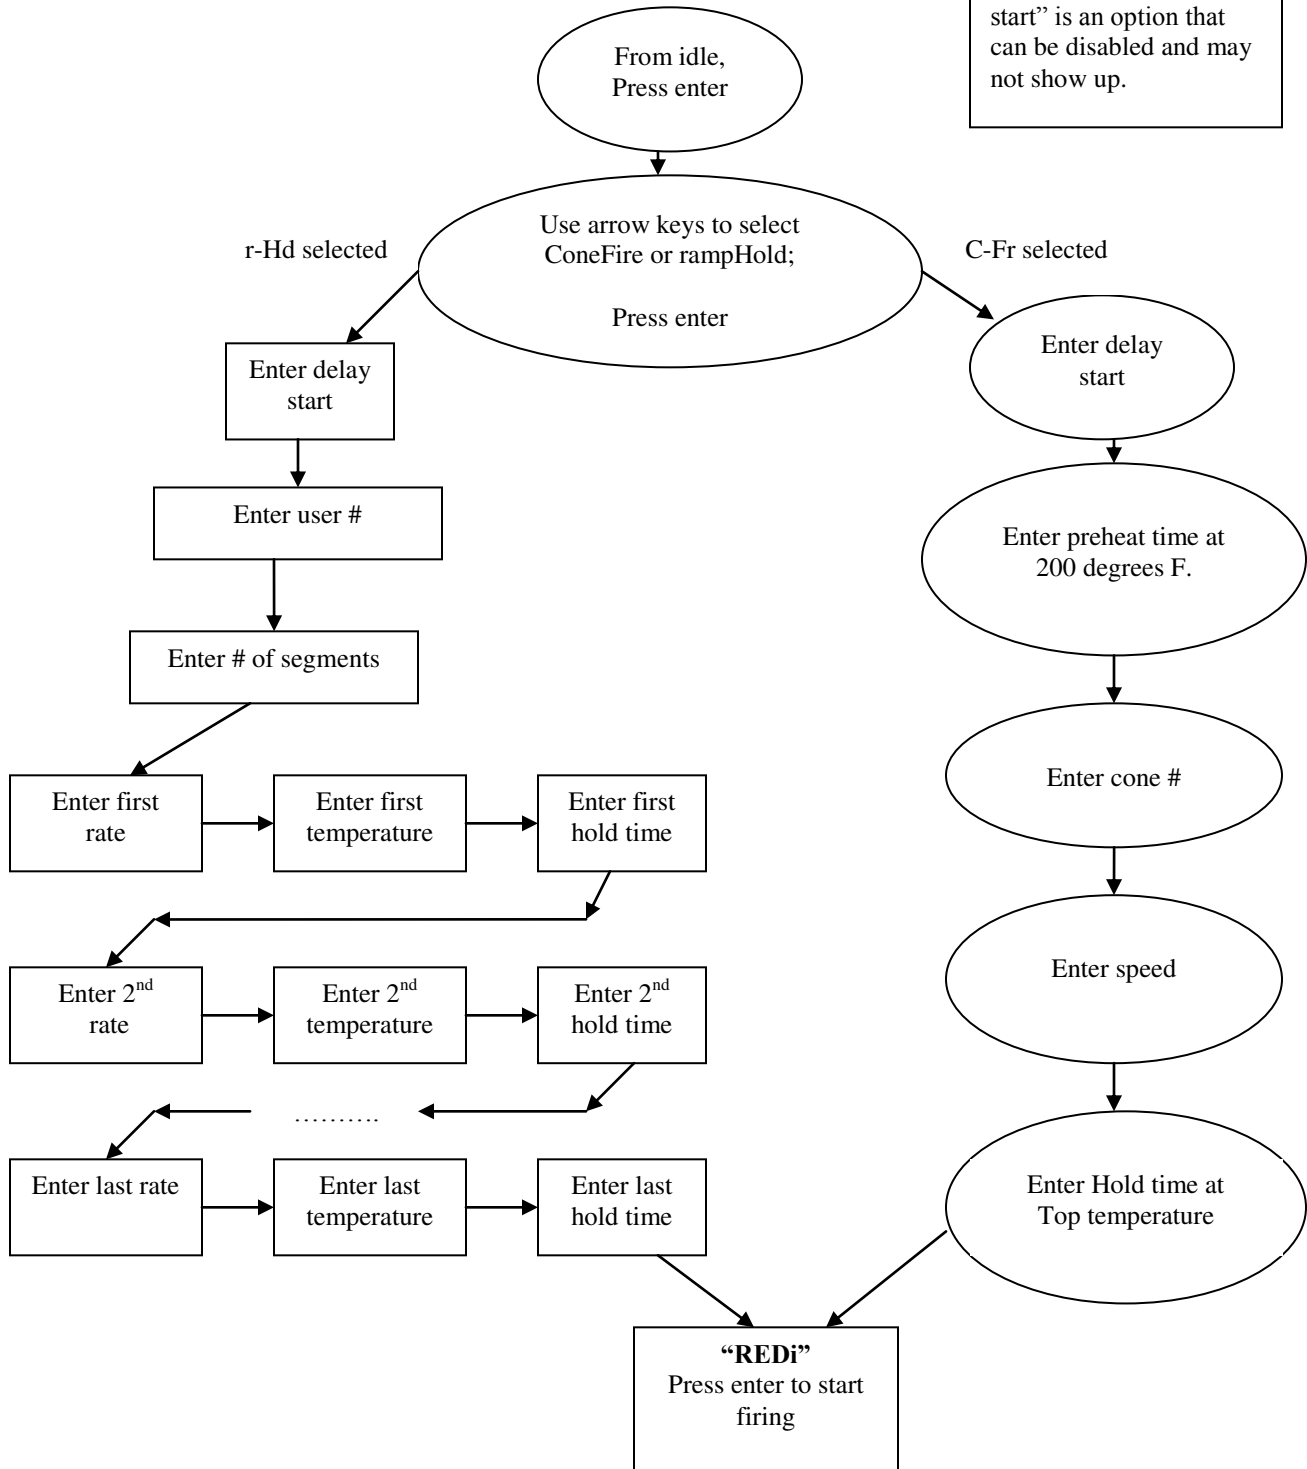 start” is an option that
can be disabled and may
not show up.
From idle,
Press enter
Use arrow keys to select
ConeFire or rampHold;
Press enter
r-Hd selected
C-Fr selected
Enter delay
start
Enter user #
Enter # of segments
Enter first
rate
Enter first
temperature
Enter first
hold time
Enter 2nd
rate
Enter 2nd
temperature
Enter 2nd
hold time
..........
Enter last rate
Enter last
temperature
Enter last
hold time
Enter delay
start
Enter preheat time at
200 degrees F.
Enter cone #
Enter speed
Enter Hold time at
Top temperature
“REDi”
Press enter to start
firing